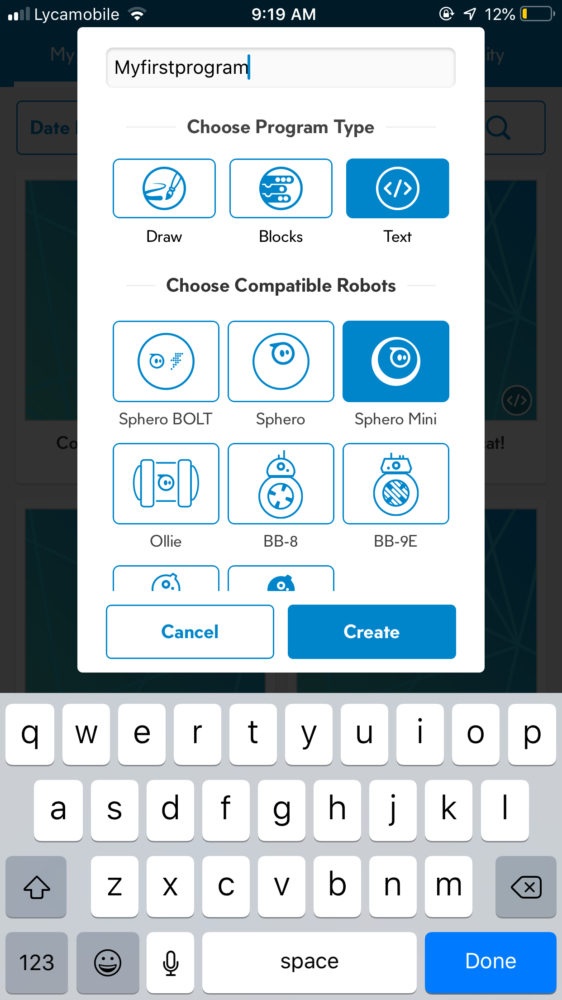 Lycamobile 9:19 AM 12%
My ity
Myfirstprogram
Date
Choose Program Type
Draw Blocks Text
Choose Compatible Robots
Sphero BOLT Sphero Sphero Mini
Co cat!
Ollie BB-8 BB-9E
Cancel Create
q w e r t y u i o p
a s d f g h j k l
z x c v b n m
123 space Done